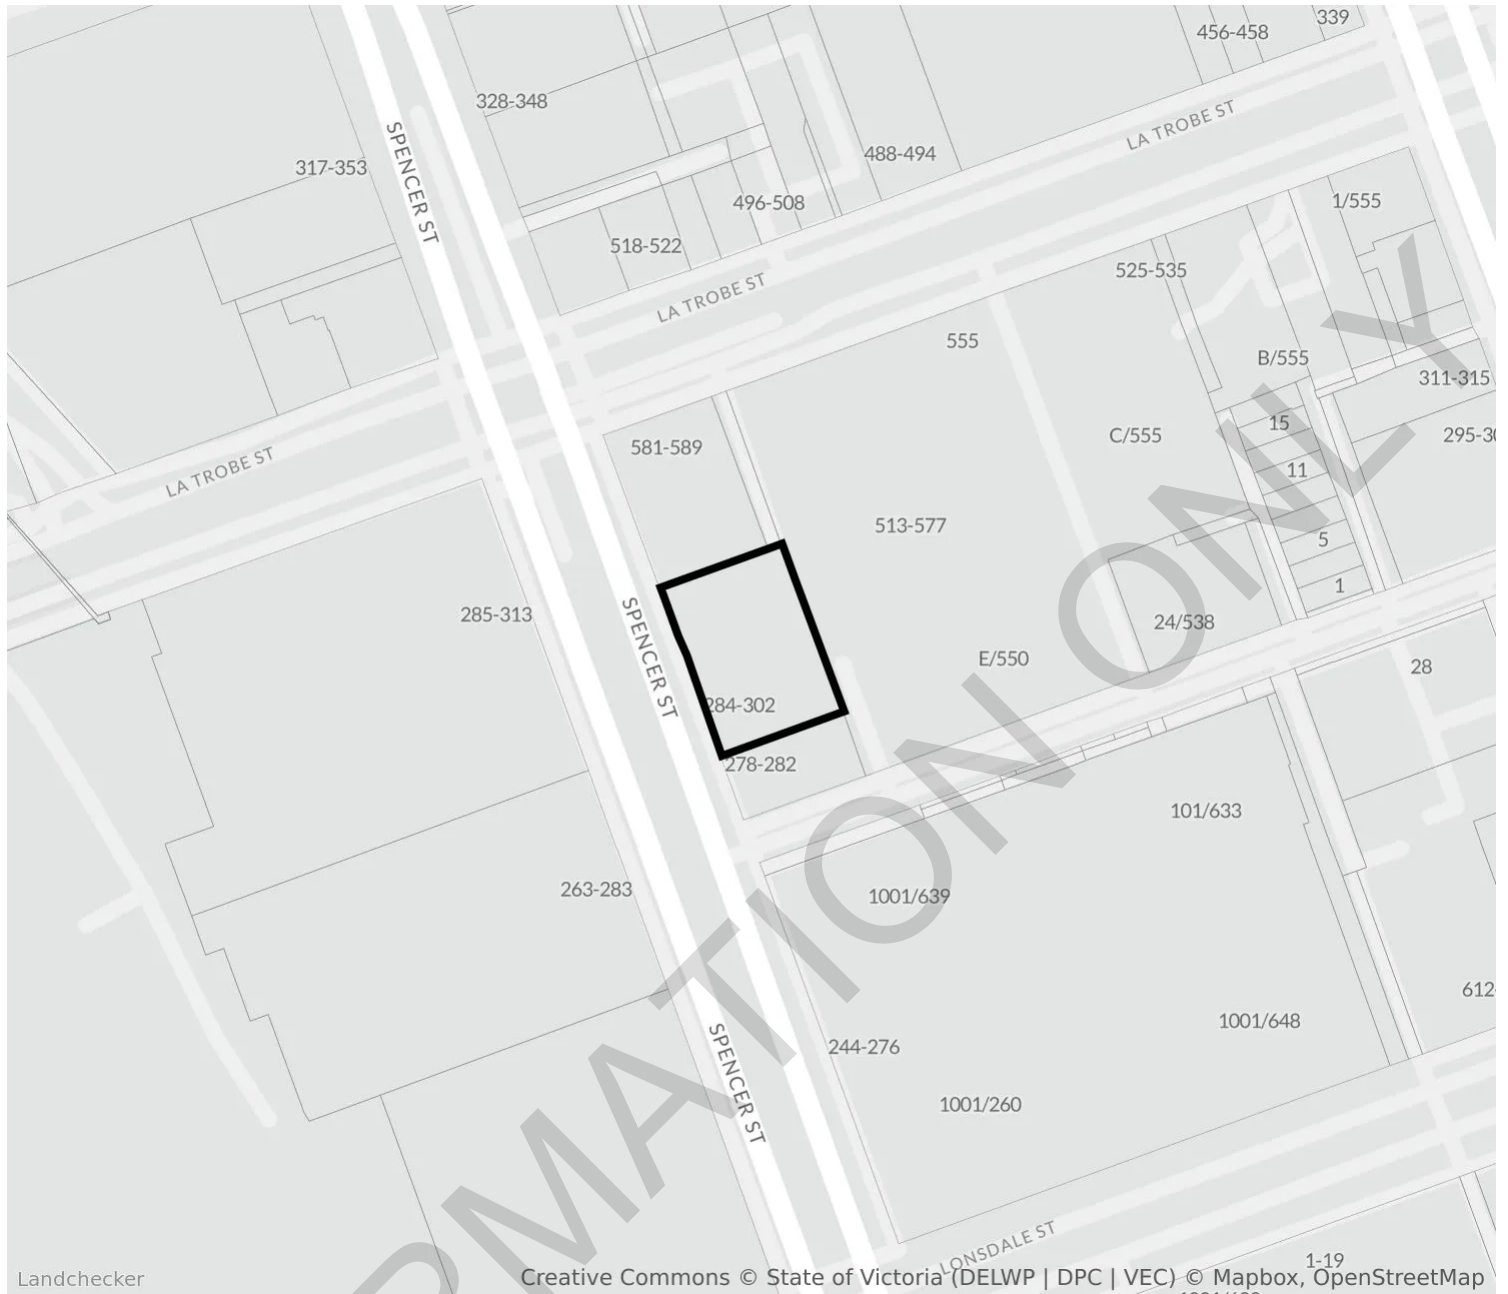 339
456-458
328-348
SPENCER ST
LA TROBE ST
317-353
488-494
1/555
496-508
518-522
525-535
LA TROBE ST
555
B/555
311-315
15
C/555
581-589
LA TROBE ST
11
513-577
5
1
285-313
SPENCER ST
24/538
E/550
28
284-302
278-282
101/633
263-283
1001/639
612-
1001/648
244-276
SPENCER ST
1001/260
LONSDALE ST
1-19
RMATION ONLY
Landchecker
Creative Commons © State of Victoria (DELWP | DPC | VEC) © Mapbox, OpenStreetMap